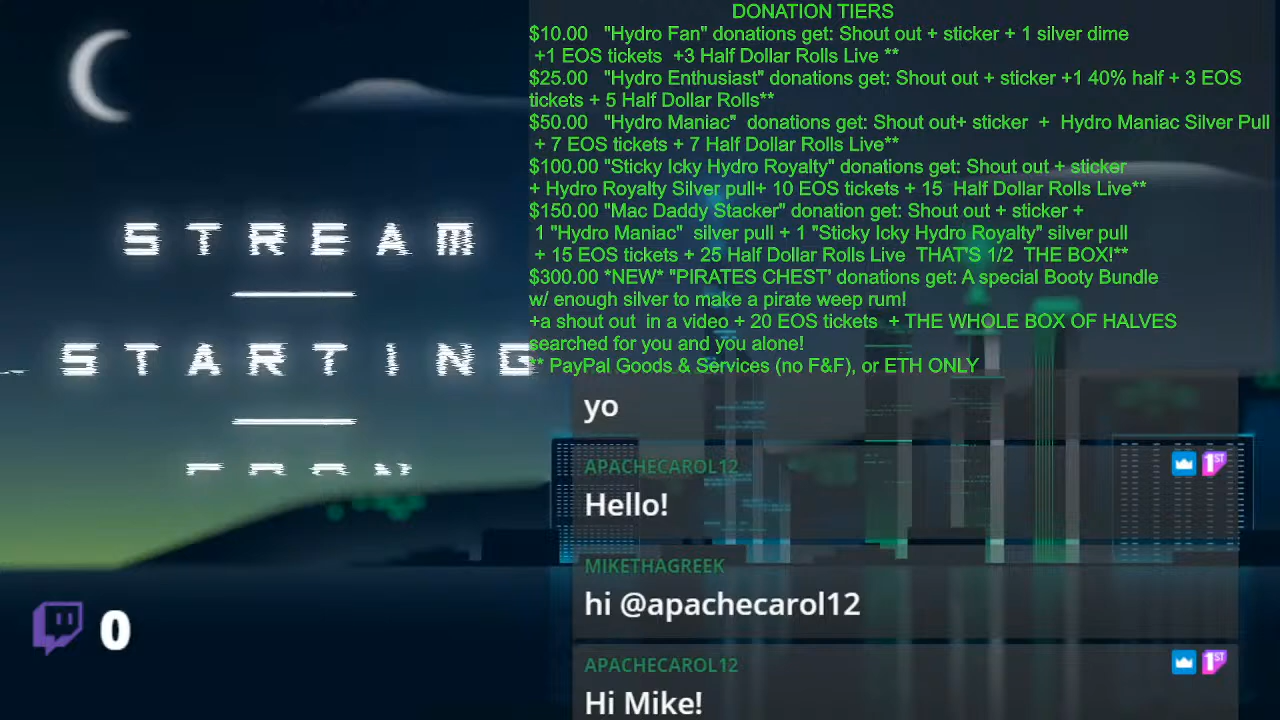 DONATION TIERS
$10.00 "Hydro Fan" donations get: Shout out + sticker + 1 silver dime
+1 EOS tickets +3 Half Dollar Rolls Live **
$25.00 "Hydro Enthusiast" donations get: Shout out + sticker +1 40% half + 3 EOS
tickets + 5 Half Dollar Rolls**
$50.00 "Hydro Maniac" donations get: Shout out+ sticker + Hydro Maniac Silver Pull
+ 7 EOS tickets + 7 Half Dollar Rolls Live**
$100.00 "Sticky Icky Hydro Royalty" donations get: Shout out + sticker
+ Hydro Royalty Silver pull+ 10 EOS tickets + 15 Half Dollar Rolls Live**
$150.00 "Mac Daddy Stacker" donation get: Shout out + sticker +
1 "Hydro Maniac" silver pull + 1 "Sticky Icky Hydro Royalty" silver pull
+ 15 EOS tickets + 25 Half Dollar Rolls Live THAT'S 1/2 THE BOX!**
$300.00 *NEW* "PIRATES CHEST' donations get: A special Booty Bundle
w/ enough silver to make a pirate weep rum!
+a shout out in a video + 20 EOS tickets + THE WHOLE BOX OF HALVES
searched for you and you alone!
** PayPal Goods & Services (no F&F), or ETH ONLY
STREAM
STARTING
yo
APACHECAROL12
1ST
Hello!
MIKETHAGREEK
hi @apachecarol12
APACHECAROL12
1ST
Hi Mike!
0